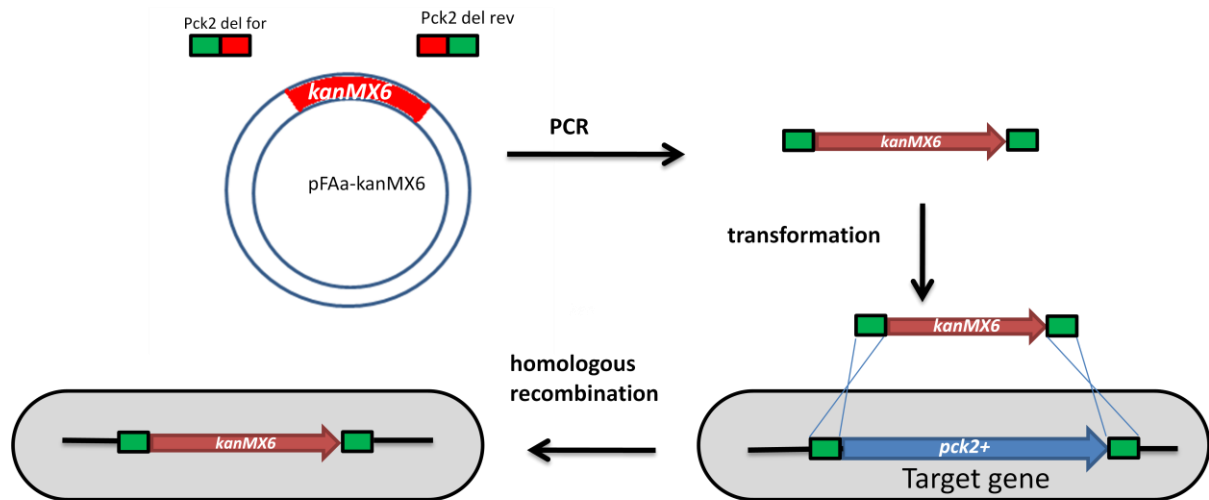 Pck2 del for
Pck2 del rev
kanMX6
pFAa-kanMX6
PCR
kanMX6
transformation
kanMX6
homologous
recombination
kanMX6
pck2+
Target gene